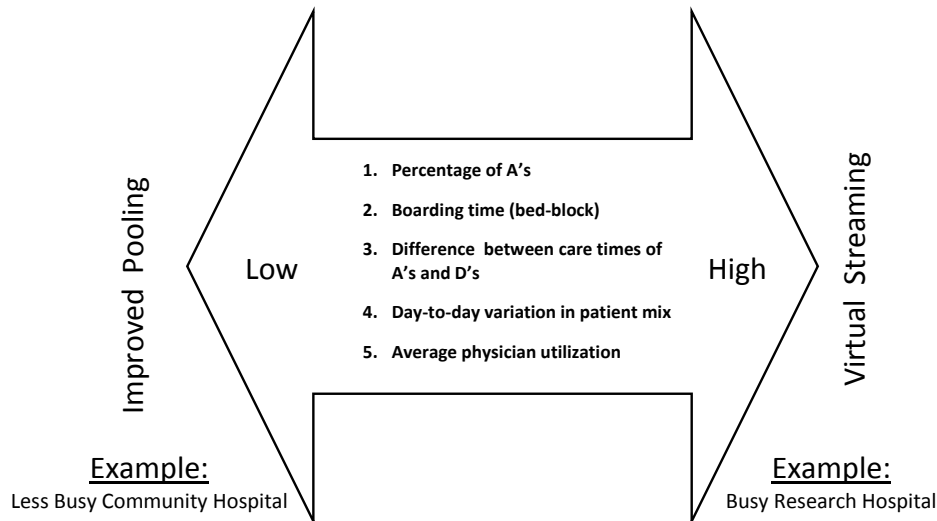 Improved Pooling
Low
1. Percentage of A's
2. Boarding time (bed-block)
3. Difference between care times of
A's and D's
4. Day-to-day variation in patient mix
5. Average physician utilization
High
Virtual Streaming
Example:
Less Busy Community Hospital
Example:
Busy Research Hospital